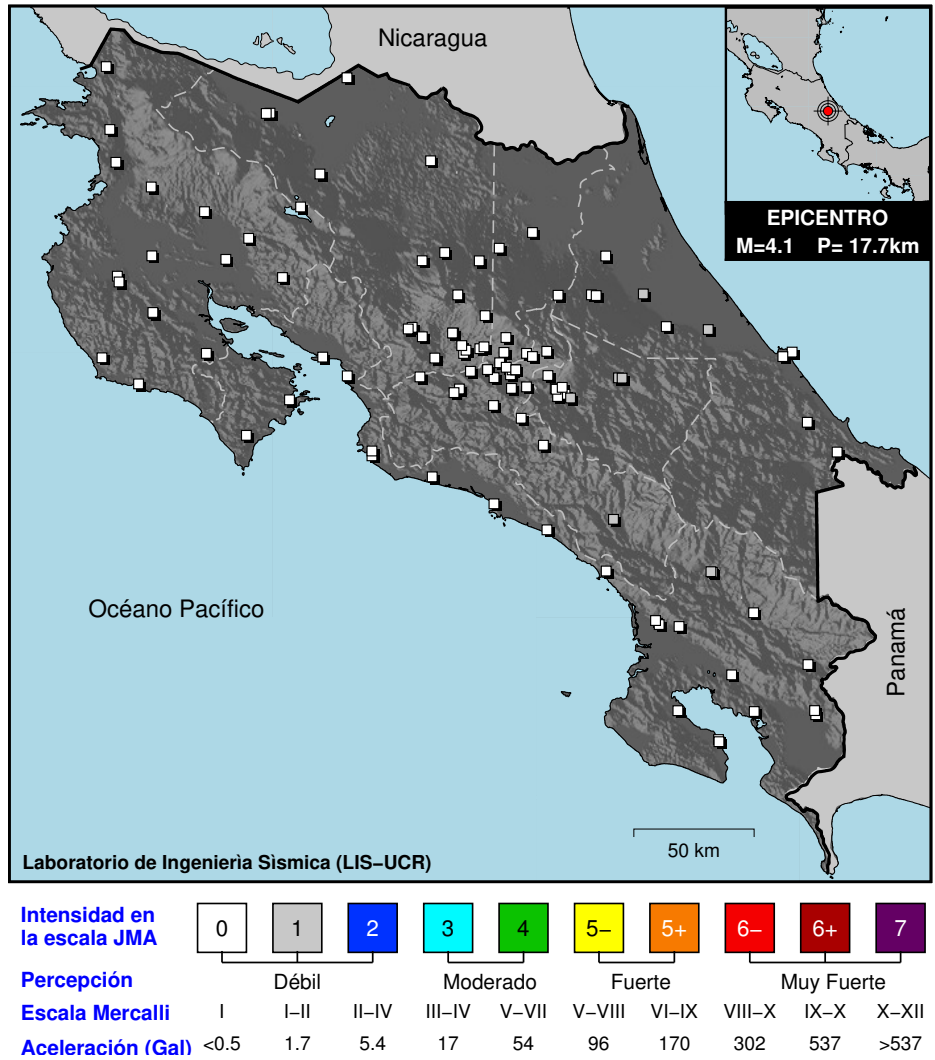 Nicaragua
EPICENTRO
M=4.1 P= 17.7km
Océano Pacífico
Panamá
50 km
Laboratorio de Ingenierìa Sìsmica (LIS–UCR)
Intensidad en
la escala JMA
0 1 2 3 4 5– 5+ 6– 6+ 7
Percepción Débil Moderado Fuerte Muy Fuerte
Escala Mercalli I I–II II–IV III–IV V–VII V–VIII VI–IX VIII–X IX–X X–XII
Aceleración (Gal) <0.5 1.7 5.4 17 54 96 170 302 537 >537